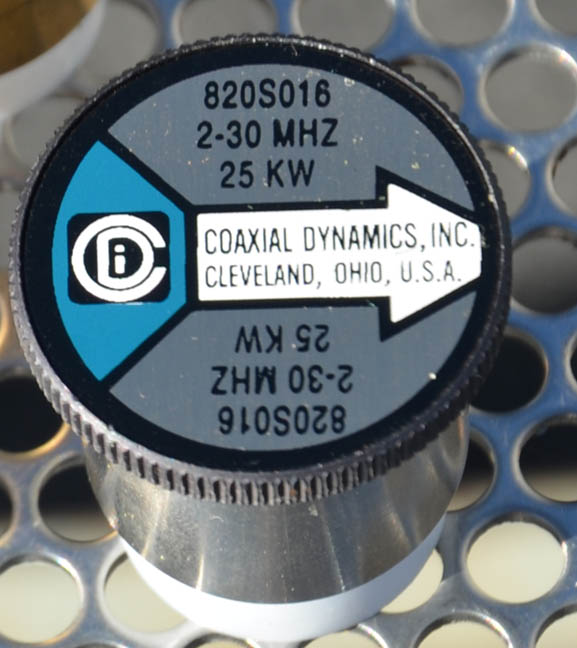 820S016
2-30 MHZ
25 KW
CDi
COAXIAL DYNAMICS, INC.
CLEVELAND, OHIO, U.S.A.
820S016
2-30 MHZ
25 KW